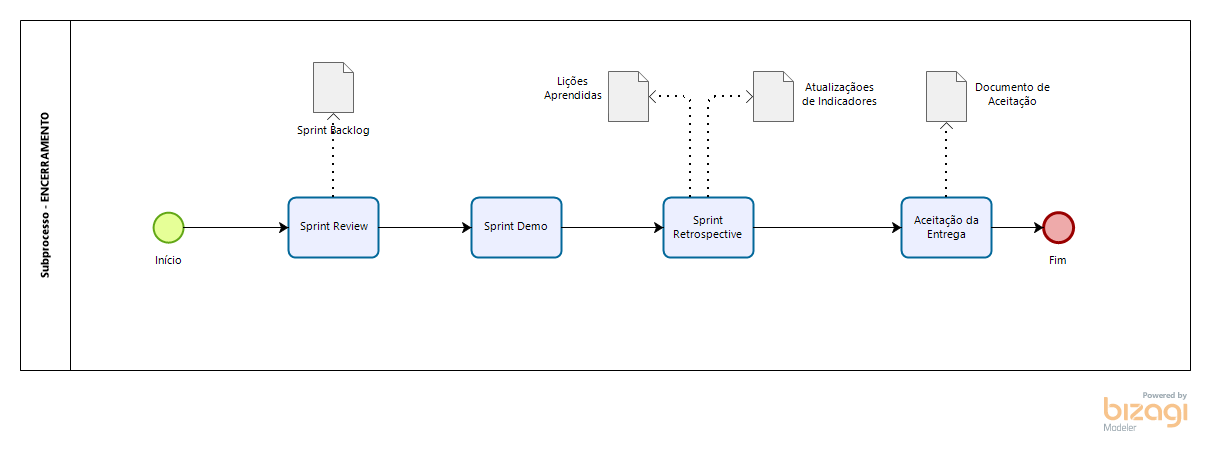 Subprocesso - ENCERRAMENTO
Sprint Backlog
Lições
Aprendidas
Atualizaçãoes
de Indicadores
Documento de
Aceitação
Início
Sprint Review
Sprint Demo
Sprint
Retrospective
Aceitação da
Entrega
Fim
Powered by
bizagi
Modeler